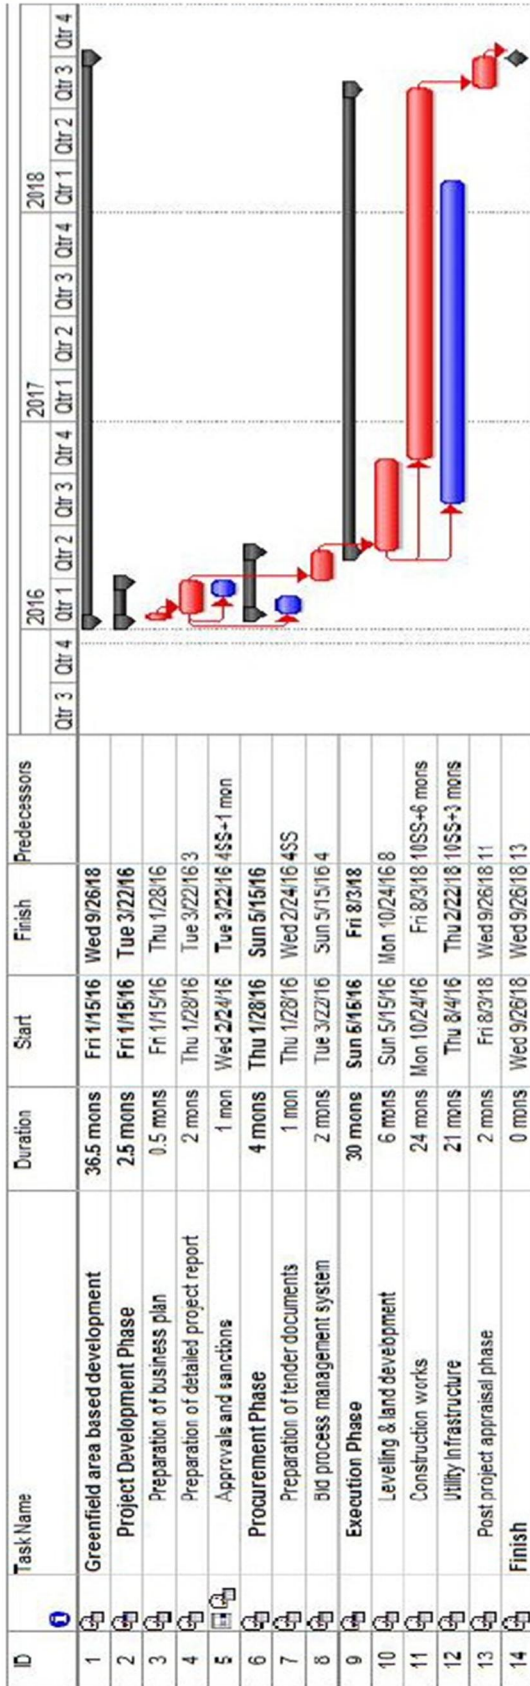 ID Task Name Duration Start Finish Predecessors
2016 2017 2018
Qtr 3 Qtr 4 Qtr 1 Qtr 2 Qtr 3 Qtr 4 Qtr 1 Qtr 2 Qtr 3 Qtr 4 Qtr 1 Qtr 2 Qtr 3 Qtr 4
1 Greenfield area based development 36.5 mons Fri 1/15/16 Wed 9/26/18
2 Project Development Phase 2.5 mons Fri 1/15/16 Tue 3/22/16
3 Preparation of business plan 0.5 mons Fri 1/15/16 Thu 1/28/16
4 Preparation of detailed project report 2 mons Thu 1/28/16 Tue 3/22/16 3
5 Approvals and sanctions 1 mon Wed 2/24/16 Tue 3/22/16 4SS+1 mon
6 Procurement Phase 4 mons Thu 1/28/16 Sun 5/15/16
7 Preparation of tender documents 1 mon Thu 1/28/16 Wed 2/24/16 4SS
8 Bid process management system 2 mons Tue 3/22/16 Sun 5/15/16 4
9 Execution Phase 30 mons Sun 5/15/16 Fri 8/3/18
10 Leveling & land development 6 mons Sun 5/15/16 Mon 10/24/16 8
11 Construction works 24 mons Mon 10/24/16 Fri 8/3/18 10SS+6 mons
12 Utility Infrastructure 21 mons Thu 8/4/16 Thu 2/22/18 10SS+3 mons
13 Post project appraisal phase 2 mons Fri 8/3/18 Wed 9/26/18 11
14 Finish 0 mons Wed 9/26/18 Wed 9/26/18 13